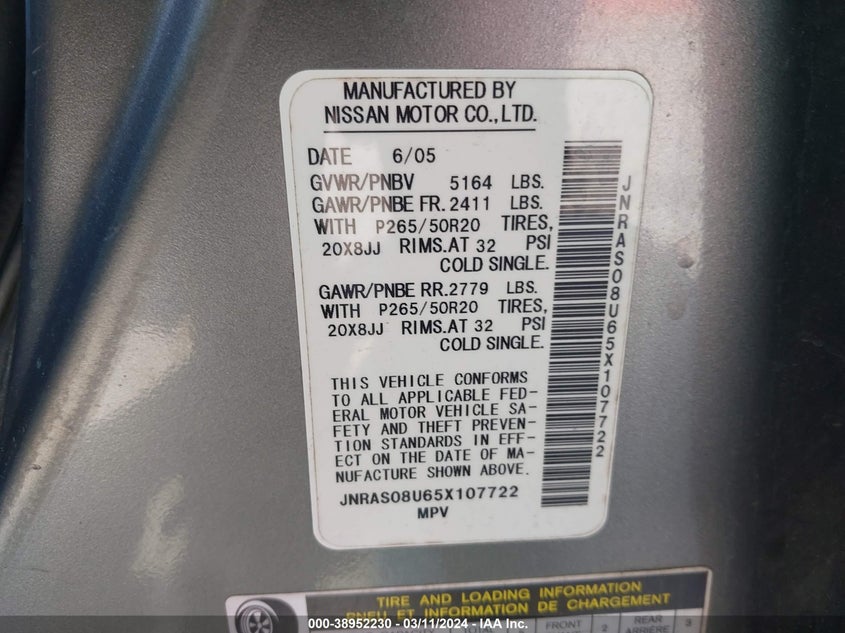 MANUFACTURED BY
NISSAN MOTOR CO., LTD.
DATE 6/05
GVWR/PNBV 5164 LBS.
GAWR/PNBE FR. 2411 LBS.
WITH P265/50R20 TIRES,
20X8JJ RIMS. AT 32 PSI
COLD SINGLE.
GAWR/PNBE RR. 2779 LBS.
WITH P265/50R20 TIRES,
20X8JJ RIMS. AT 32 PSI
COLD SINGLE.
THIS VEHICLE CONFORMS
TO ALL APPLICABLE FED-
ERAL MOTOR VEHICLE SA-
FETY AND THEFT PREVEN-
TION STANDARDS IN EFF-
ECT ON THE DATE OF MA-
NUFACTURE SHOWN ABOVE.
JNRAS08U65X107722
MPV
JNRAS08U65X107722
TIRE AND LOADING INFORMATION
PNEU ET INFORMATION DE CHARGEMENT
FRONT 2 REAR 3
ARRIÈRE
000-38952230 - 03/11/2024 - IAA Inc.